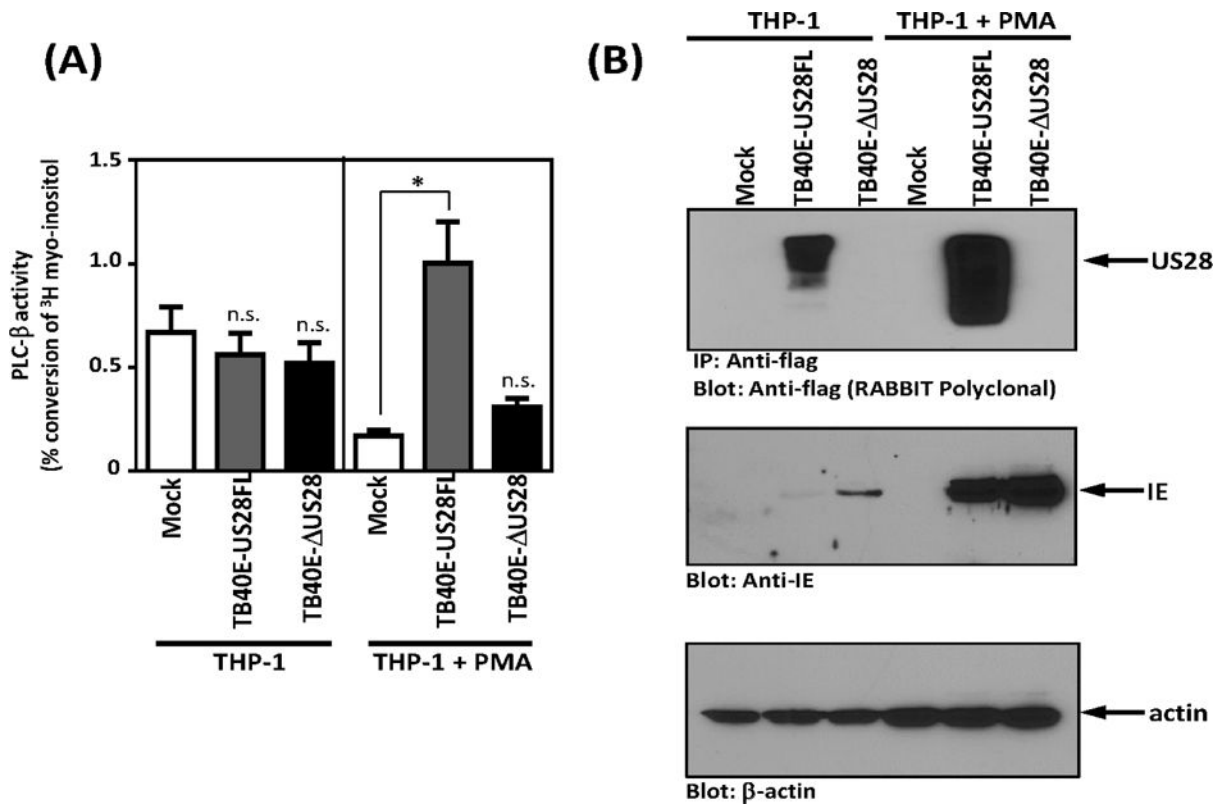 (A)
PLC-β activity
(% conversion of ³H myo-inositol
1.5
1.0
0.5
0
n.s.
n.s.
*
n.s.
Mock
TB40E-US28FL
TB40E-ΔUS28
Mock
TB40E-US28FL
TB40E-ΔUS28
THP-1
THP-1 + PMA
(B)
THP-1
THP-1 + PMA
Mock
TB40E-US28FL
TB40E-ΔUS28
Mock
TB40E-US28FL
TB40E-ΔUS28
US28
IP: Anti-flag
Blot: Anti-flag (RABBIT Polyclonal)
IE
Blot: Anti-IE
actin
Blot: β-actin